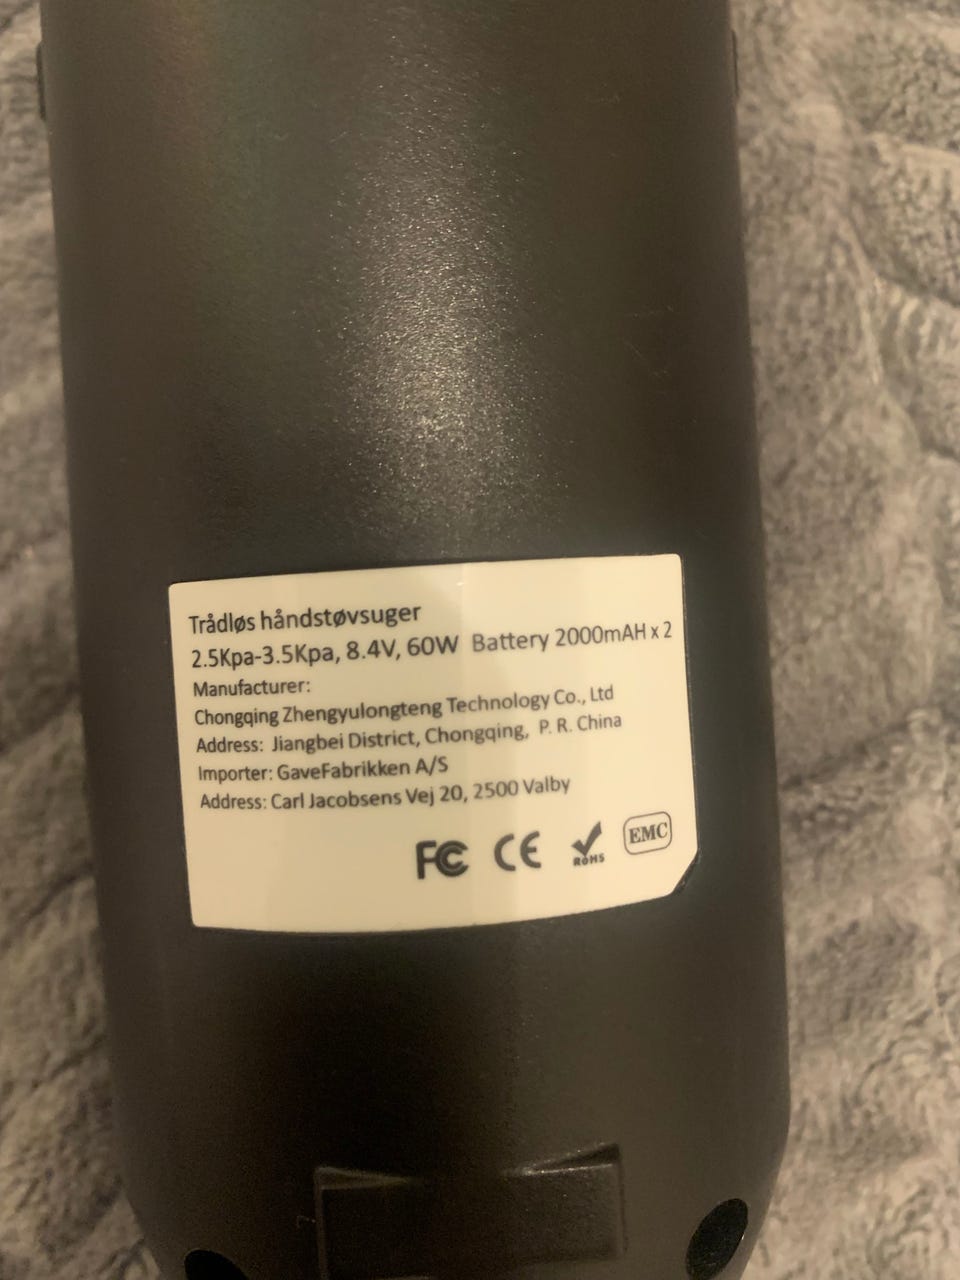 Trådløs håndstøvsuger
2.5Kpa-3.5Kpa, 8.4V, 60W Battery 2000mAH x 2
Manufacturer:
Chongqing Zhengyulongteng Technology Co., Ltd
Address: Jiangbei District, Chongqing, P. R. China
Importer: GaveFabrikken A/S
Address: Carl Jacobsens Vej 20, 2500 Valby
FC CE RoHS EMC